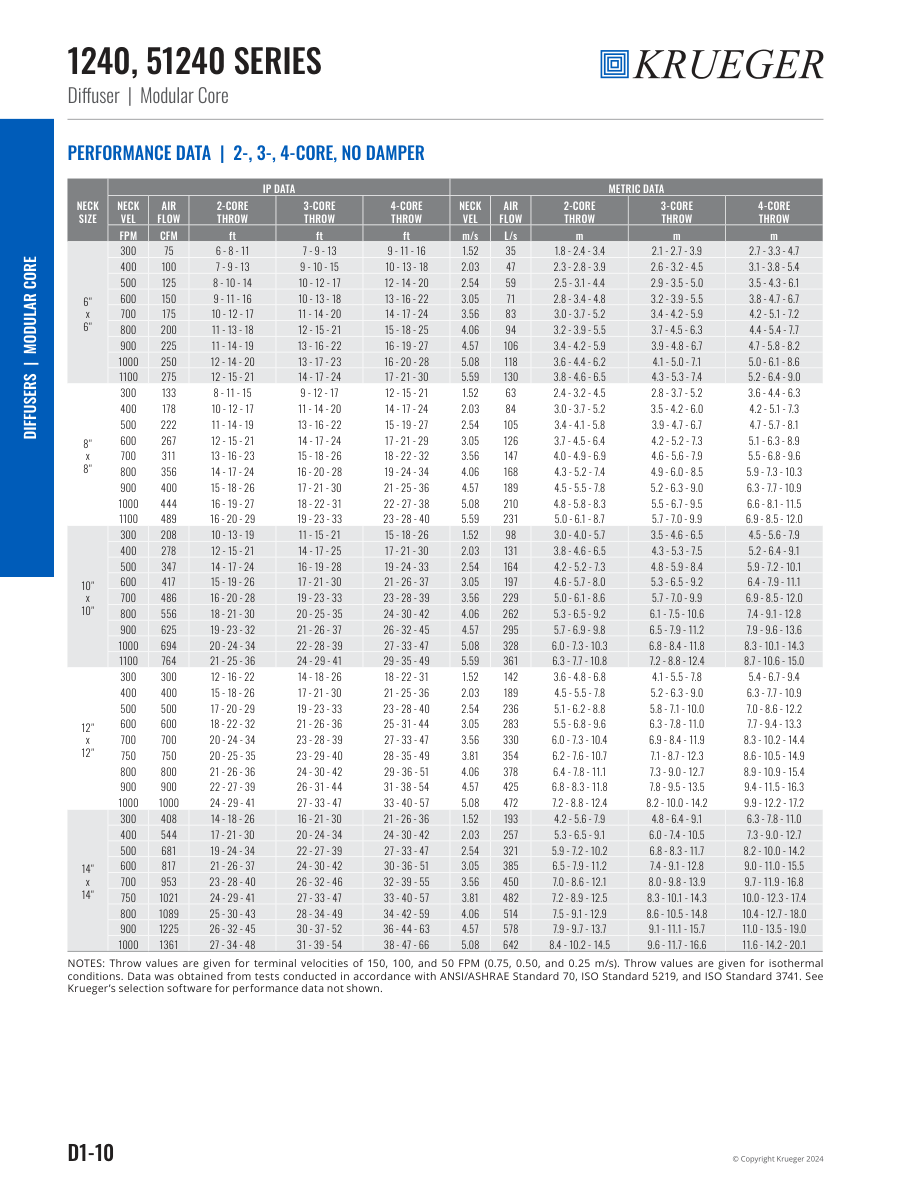 1240, 51240 SERIES
Diffuser | Modular Core
KRUEGER
DIFFUSERS | MODULAR CORE
PERFORMANCE DATA | 2-, 3-, 4-CORE, NO DAMPER
IP DATA METRIC DATA
NECK SIZE NECK VEL AIR FLOW 2-CORE THROW 3-CORE THROW 4-CORE THROW NECK VEL AIR FLOW 2-CORE THROW 3-CORE THROW 4-CORE THROW
FPM CFM ft ft ft m/s L/s m m m
6" x 6"
300 75 6 - 8 - 11 7 - 9 - 13 9 - 11 - 16 1.52 35 1.8 - 2.4 - 3.4 2.1 - 2.7 - 3.9 2.7 - 3.3 - 4.7
400 100 7 - 9 - 13 9 - 10 - 15 10 - 13 - 18 2.03 47 2.3 - 2.8 - 3.9 2.6 - 3.2 - 4.5 3.1 - 3.8 - 5.4
500 125 8 - 10 - 14 10 - 12 - 17 12 - 14 - 20 2.54 59 2.5 - 3.1 - 4.4 2.9 - 3.5 - 5.0 3.5 - 4.3 - 6.1
600 150 9 - 11 - 16 10 - 13 - 18 13 - 16 - 22 3.05 71 2.8 - 3.4 - 4.8 3.2 - 3.9 - 5.5 3.8 - 4.7 - 6.7
700 175 10 - 12 - 17 11 - 14 - 20 14 - 17 - 24 3.56 83 3.0 - 3.7 - 5.2 3.4 - 4.2 - 5.9 4.2 - 5.1 - 7.2
800 200 11 - 13 - 18 12 - 15 - 21 15 - 18 - 25 4.06 94 3.2 - 3.9 - 5.5 3.7 - 4.5 - 6.3 4.4 - 5.4 - 7.7
900 225 11 - 14 - 19 13 - 16 - 22 16 - 19 - 27 4.57 106 3.4 - 4.2 - 5.9 3.9 - 4.8 - 6.7 4.7 - 5.8 - 8.2
1000 250 12 - 14 - 20 13 - 17 - 23 16 - 20 - 28 5.08 118 3.6 - 4.4 - 6.2 4.1 - 5.0 - 7.1 5.0 - 6.1 - 8.6
1100 275 12 - 15 - 21 14 - 17 - 24 17 - 21 - 30 5.59 130 3.8 - 4.6 - 6.5 4.3 - 5.3 - 7.4 5.2 - 6.4 - 9.0
8" x 8"
300 133 8 - 11 - 15 9 - 12 - 17 12 - 15 - 21 1.52 63 2.4 - 3.2 - 4.5 2.8 - 3.7 - 5.2 3.6 - 4.4 - 6.3
400 178 10 - 12 - 17 11 - 14 - 20 14 - 17 - 24 2.03 84 3.0 - 3.7 - 5.2 3.5 - 4.2 - 6.0 4.2 - 5.1 - 7.3
500 222 11 - 14 - 19 13 - 16 - 22 15 - 19 - 27 2.54 105 3.4 - 4.1 - 5.8 3.9 - 4.7 - 6.7 4.7 - 5.7 - 8.1
600 267 12 - 15 - 21 14 - 17 - 24 17 - 21 - 29 3.05 126 3.7 - 4.5 - 6.4 4.2 - 5.2 - 7.3 5.1 - 6.3 - 8.9
700 311 13 - 16 - 23 15 - 18 - 26 18 - 22 - 32 3.56 147 4.0 - 4.9 - 6.9 4.6 - 5.6 - 7.9 5.5 - 6.8 - 9.6
800 356 14 - 17 - 24 16 - 20 - 28 19 - 24 - 34 4.06 168 4.3 - 5.2 - 7.4 4.9 - 6.0 - 8.5 5.9 - 7.3 - 10.3
900 400 15 - 18 - 26 17 - 21 - 30 21 - 25 - 36 4.57 189 4.5 - 5.5 - 7.8 5.2 - 6.3 - 9.0 6.3 - 7.7 - 10.9
1000 444 16 - 19 - 27 18 - 22 - 31 22 - 27 - 38 5.08 210 4.8 - 5.8 - 8.3 5.5 - 6.7 - 9.5 6.6 - 8.1 - 11.5
1100 489 16 - 20 - 29 19 - 23 - 33 23 - 28 - 40 5.59 231 5.0 - 6.1 - 8.7 5.7 - 7.0 - 9.9 6.9 - 8.5 - 12.0
10" x 10"
300 208 10 - 13 - 19 11 - 15 - 21 15 - 18 - 26 1.52 98 3.0 - 4.0 - 5.7 3.5 - 4.6 - 6.5 4.5 - 5.6 - 7.9
400 278 12 - 15 - 21 14 - 17 - 25 17 - 21 - 30 2.03 131 3.8 - 4.6 - 6.5 4.3 - 5.3 - 7.5 5.2 - 6.4 - 9.1
500 347 14 - 17 - 24 16 - 19 - 28 19 - 24 - 33 2.54 164 4.2 - 5.2 - 7.3 4.8 - 5.9 - 8.4 5.9 - 7.2 - 10.1
600 417 15 - 19 - 26 17 - 21 - 30 21 - 26 - 37 3.05 197 4.6 - 5.7 - 8.0 5.3 - 6.5 - 9.2 6.4 - 7.9 - 11.1
700 486 16 - 20 - 28 19 - 23 - 33 23 - 28 - 39 3.56 229 5.0 - 6.1 - 8.6 5.7 - 7.0 - 9.9 6.9 - 8.5 - 12.0
800 556 18 - 21 - 30 20 - 25 - 35 24 - 30 - 42 4.06 262 5.3 - 6.5 - 9.2 6.1 - 7.5 - 10.6 7.4 - 9.1 - 12.8
900 625 19 - 23 - 32 21 - 26 - 37 26 - 32 - 45 4.57 295 5.7 - 6.9 - 9.8 6.5 - 7.9 - 11.2 7.9 - 9.6 - 13.6
1000 694 20 - 24 - 34 22 - 28 - 39 27 - 33 - 47 5.08 328 6.0 - 7.3 - 10.3 6.8 - 8.4 - 11.8 8.3 - 10.1 - 14.3
1100 764 21 - 25 - 36 24 - 29 - 41 29 - 35 - 49 5.59 361 6.3 - 7.7 - 10.8 7.2 - 8.8 - 12.4 8.7 - 10.6 - 15.0
12" x 12"
300 300 12 - 16 - 22 14 - 18 - 26 18 - 22 - 31 1.52 142 3.6 - 4.8 - 6.8 4.1 - 5.5 - 7.8 5.4 - 6.7 - 9.4
400 400 15 - 18 - 26 17 - 21 - 30 21 - 25 - 36 2.03 189 4.5 - 5.5 - 7.8 5.2 - 6.3 - 9.0 6.3 - 7.7 - 10.9
500 500 17 - 20 - 29 19 - 23 - 33 23 - 28 - 40 2.54 236 5.1 - 6.2 - 8.8 5.8 - 7.1 - 10.0 7.0 - 8.6 - 12.2
600 600 18 - 22 - 32 21 - 26 - 36 25 - 31 - 44 3.05 283 5.5 - 6.8 - 9.6 6.3 - 7.8 - 11.0 7.7 - 9.4 - 13.3
700 700 20 - 24 - 34 23 - 28 - 39 27 - 33 - 47 3.56 330 6.0 - 7.3 - 10.4 6.9 - 8.4 - 11.9 8.3 - 10.2 - 14.4
750 750 20 - 25 - 35 23 - 29 - 40 28 - 35 - 49 3.81 354 6.2 - 7.6 - 10.7 7.1 - 8.7 - 12.3 8.6 - 10.5 - 14.9
800 800 21 - 26 - 36 24 - 30 - 42 29 - 36 - 51 4.06 378 6.4 - 7.8 - 11.1 7.3 - 9.0 - 12.7 8.9 - 10.9 - 15.4
900 900 22 - 27 - 39 26 - 31 - 44 31 - 38 - 54 4.57 425 6.8 - 8.3 - 11.8 7.8 - 9.5 - 13.5 9.4 - 11.5 - 16.3
1000 1000 24 - 29 - 41 27 - 33 - 47 33 - 40 - 57 5.08 472 7.2 - 8.8 - 12.4 8.2 - 10.0 - 14.2 9.9 - 12.2 - 17.2
14" x 14"
300 408 14 - 18 - 26 16 - 21 - 30 21 - 26 - 36 1.52 193 4.2 - 5.6 - 7.9 4.8 - 6.4 - 9.1 6.3 - 7.8 - 11.0
400 544 17 - 21 - 30 20 - 24 - 34 24 - 30 - 42 2.03 257 5.3 - 6.5 - 9.1 6.0 - 7.4 - 10.5 7.3 - 9.0 - 12.7
500 681 19 - 24 - 34 22 - 27 - 39 27 - 33 - 47 2.54 321 5.9 - 7.2 - 10.2 6.8 - 8.3 - 11.7 8.2 - 10.0 - 14.2
600 817 21 - 26 - 37 24 - 30 - 42 30 - 36 - 51 3.05 385 6.5 - 7.9 - 11.2 7.4 - 9.1 - 12.8 9.0 - 11.0 - 15.5
700 953 23 - 28 - 40 26 - 32 - 46 32 - 39 - 55 3.56 450 7.0 - 8.6 - 12.1 8.0 - 9.8 - 13.9 9.7 - 11.9 - 16.8
750 1021 24 - 29 - 41 27 - 33 - 47 33 - 40 - 57 3.81 482 7.2 - 8.9 - 12.5 8.3 - 10.1 - 14.3 10.0 - 12.3 - 17.4
800 1089 25 - 30 - 43 28 - 34 - 49 34 - 42 - 59 4.06 514 7.5 - 9.1 - 12.9 8.6 - 10.5 - 14.8 10.4 - 12.7 - 18.0
900 1225 26 - 32 - 45 30 - 37 - 52 36 - 44 - 63 4.57 578 7.9 - 9.7 - 13.7 9.1 - 11.1 - 15.7 11.0 - 13.5 - 19.0
1000 1361 27 - 34 - 48 31 - 39 - 54 38 - 47 - 66 5.08 642 8.4 - 10.2 - 14.5 9.6 - 11.7 - 16.6 11.6 - 14.2 - 20.1
NOTES: Throw values are given for terminal velocities of 150, 100, and 50 FPM (0.75, 0.50, and 0.25 m/s). Throw values are given for isothermal
conditions. Data was obtained from tests conducted in accordance with ANSI/ASHRAE Standard 70, ISO Standard 5219, and ISO Standard 3741. See
Krueger's selection software for performance data not shown.
D1-10
© Copyright Krueger 2024